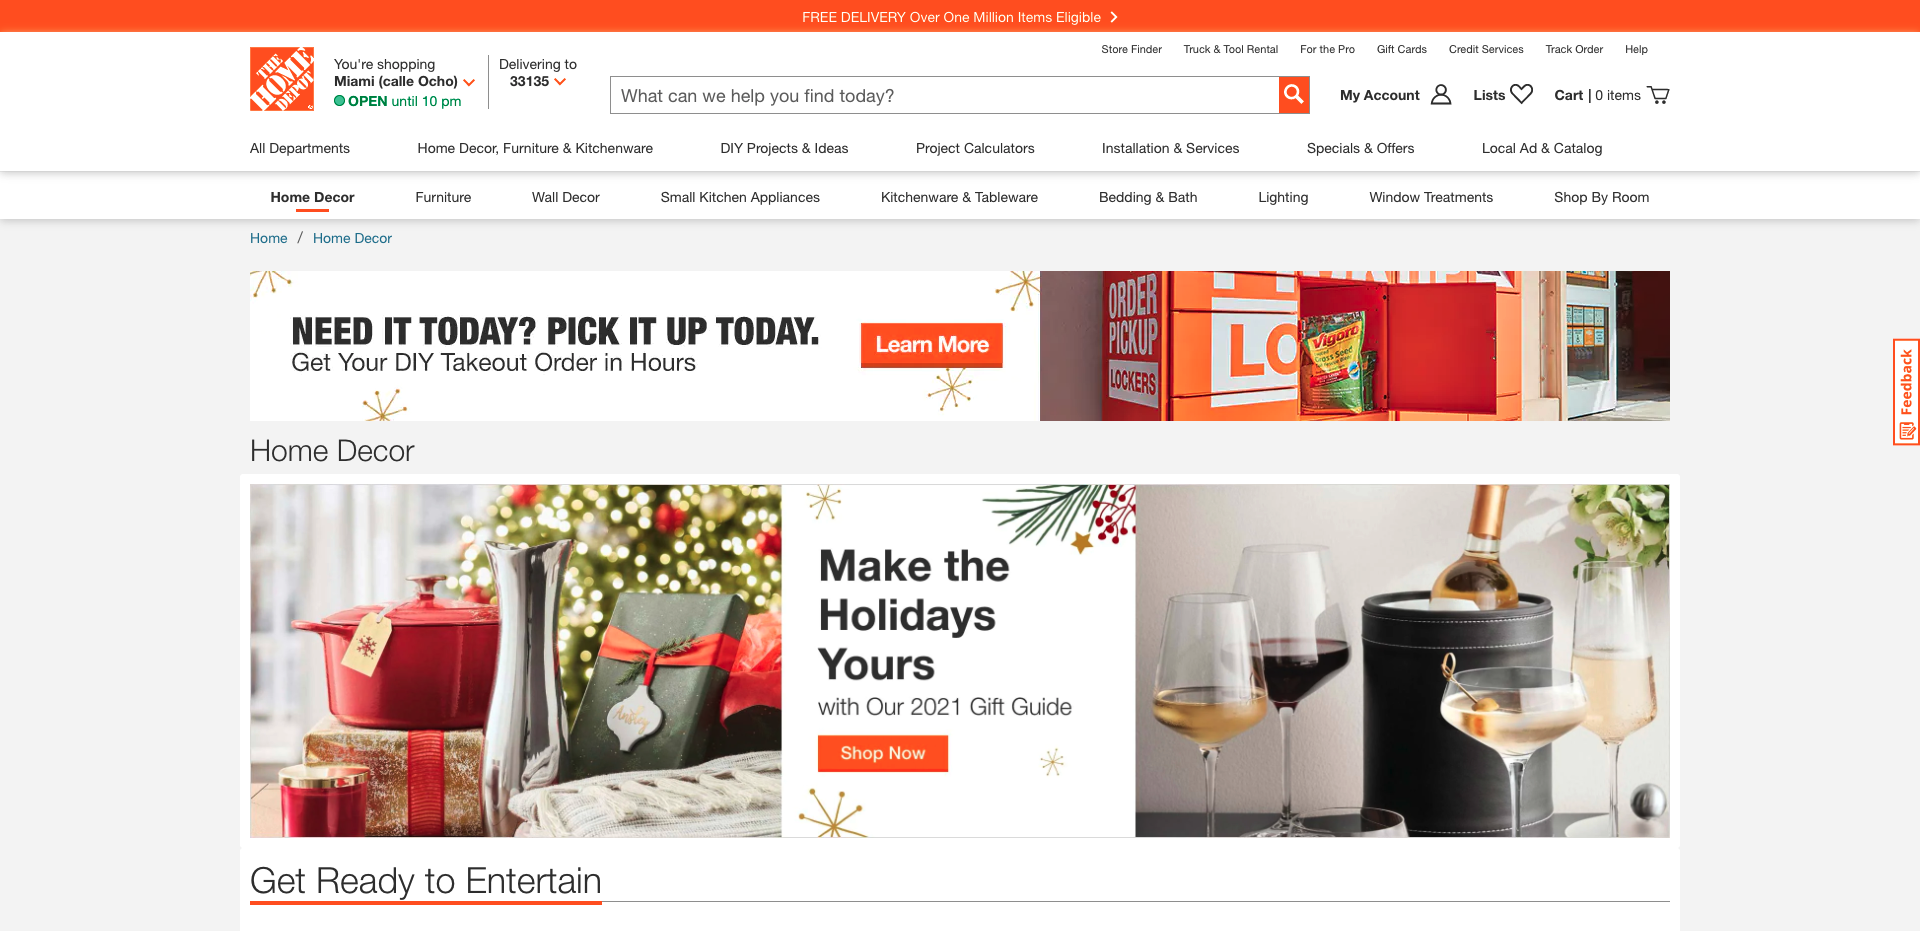 FREE DELIVERY Over One Million Items Eligible
Store Finder Truck & Tool Rental For the Pro Gift Cards Credit Services Track Order Help
THE HOME DEPOT
You're shopping
Miami (calle Ocho)
OPEN until 10 pm
Delivering to
33135
What can we help you find today?
My Account Lists Cart | 0 items
All Departments Home Decor, Furniture & Kitchenware DIY Projects & Ideas Project Calculators Installation & Services Specials & Offers Local Ad & Catalog
Home Decor Furniture Wall Decor Small Kitchen Appliances Kitchenware & Tableware Bedding & Bath Lighting Window Treatments Shop By Room
Home / Home Decor
NEED IT TODAY? PICK IT UP TODAY.
Get Your DIY Takeout Order in Hours
Learn More
ORDER
PICKUP
LOCKERS
LO
Vigoro
Grass Seed
Feedback
Home Decor
Make the
Holidays
Yours
with Our 2021 Gift Guide
Shop Now
Ansley
Get Ready to Entertain